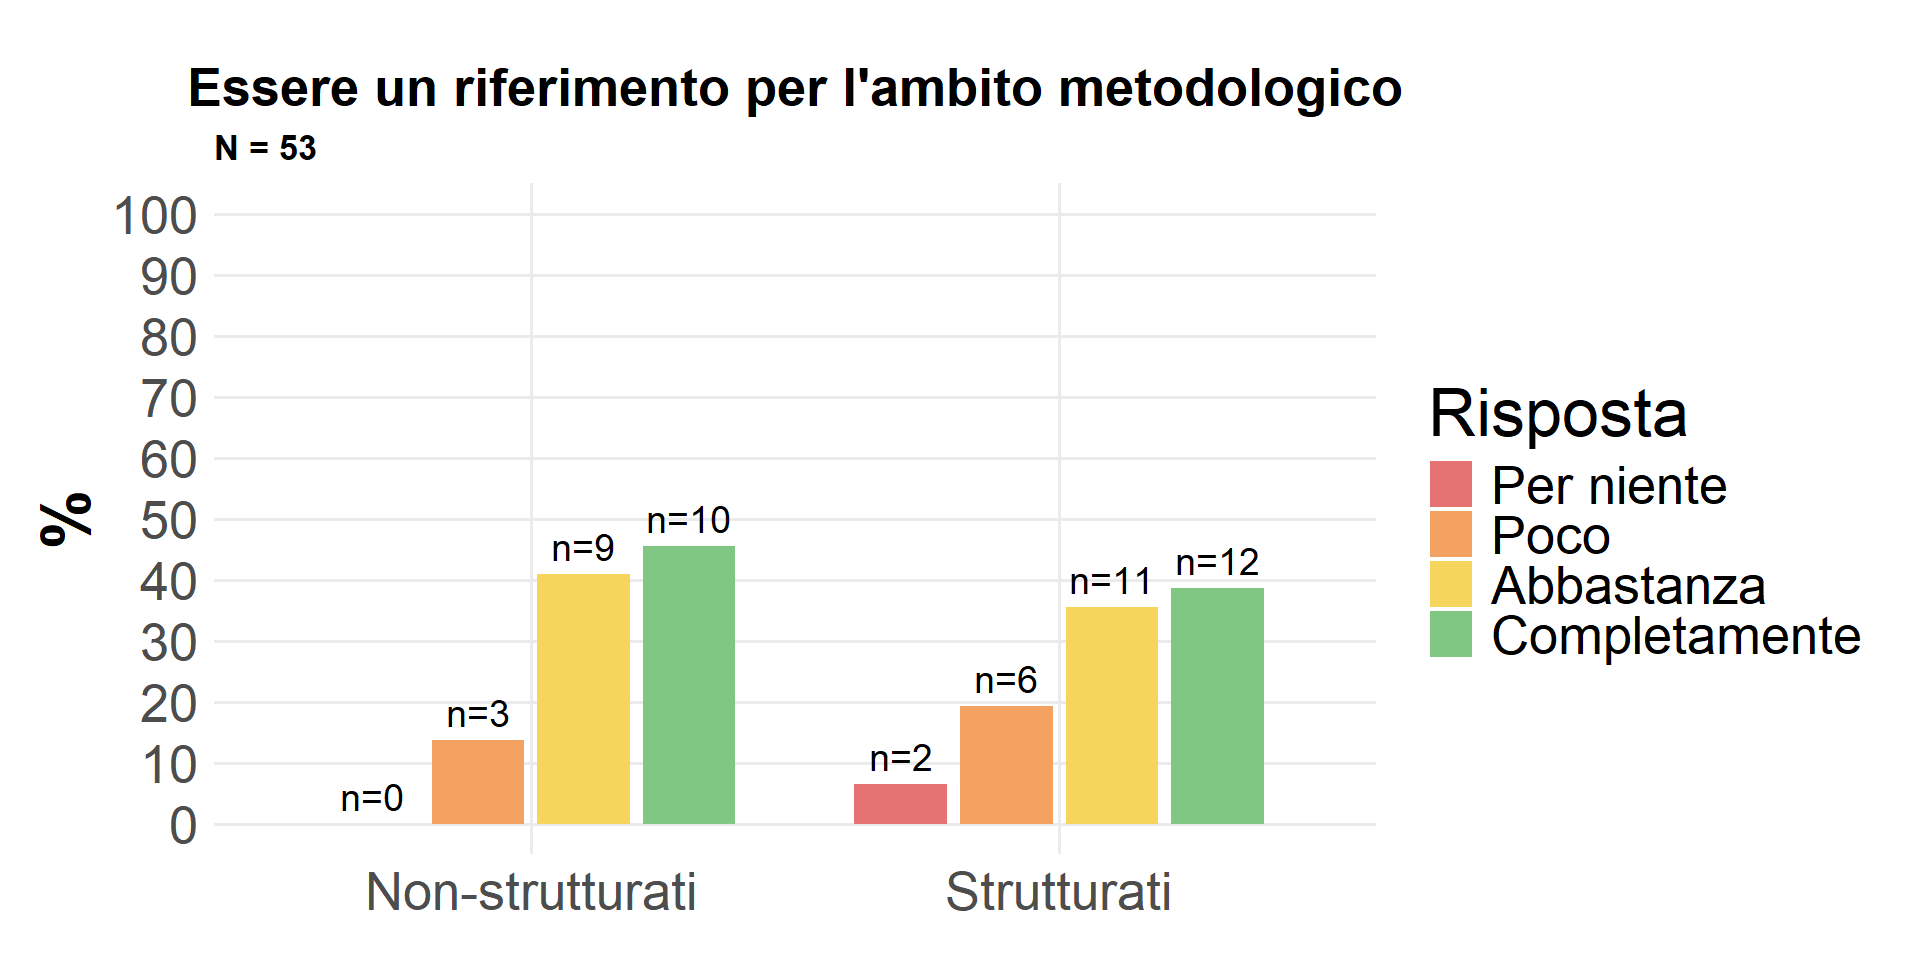 Essere un riferimento per l'ambito metodologico
N = 53
100
90
80
70
60
50
40
30
20
10
0
%
n=0
n=3
n=9
n=10
n=2
n=6
n=11
n=12
Non-strutturati
Strutturati
Risposta
Per niente
Poco
Abbastanza
Completamente